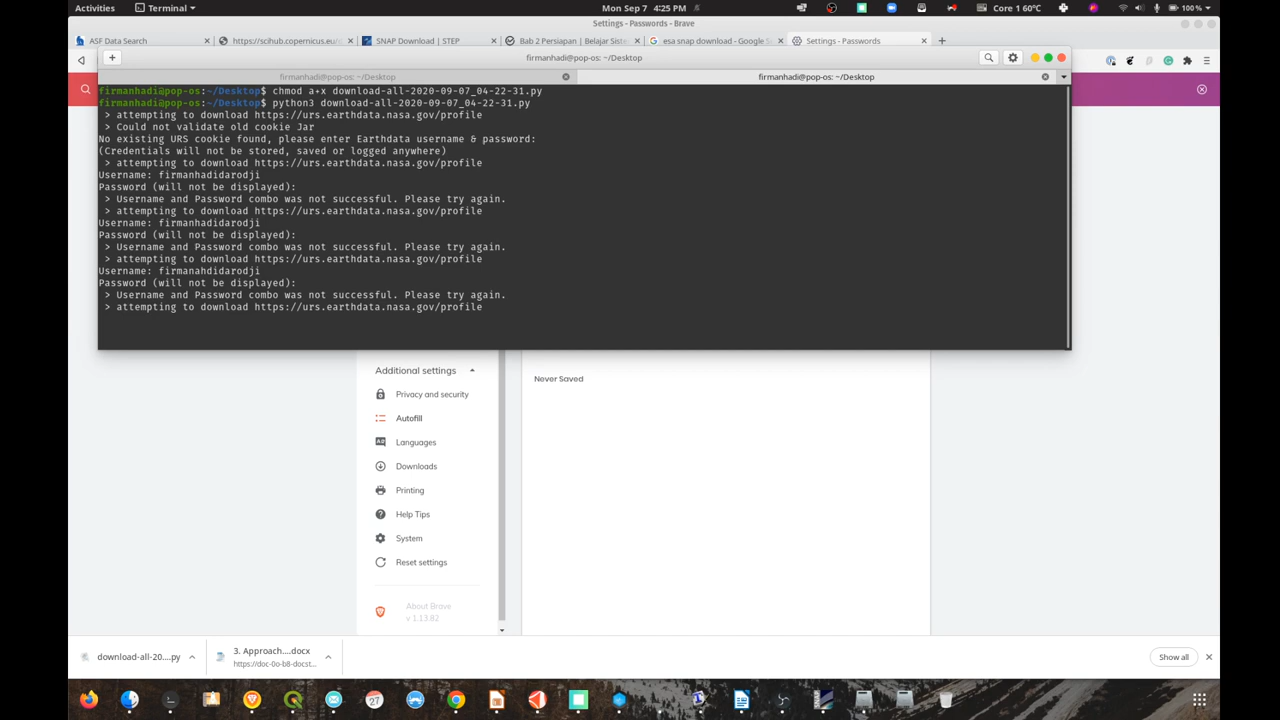 Activities
Terminal
Mon Sep 7 4:25 PM
Core 1 60°C
100%
Settings - Passwords - Brave
ASF Data Search
https://scihub.copernicus.eu/
SNAP Download | STEP
Bab 2 Persiapan | Belajar Siste
esa snap download - Google S
Settings - Passwords
firmanhadi@pop-os: ~/Desktop
firmanhadi@pop-os: ~/Desktop
firmanhadi@pop-os: ~/Desktop
firmanhadi@pop-os:~/Desktop$ chmod a+x download-all-2020-09-07_04-22-31.py
firmanhadi@pop-os:~/Desktop$ python3 download-all-2020-09-07_04-22-31.py
> attempting to download https://urs.earthdata.nasa.gov/profile
> Could not validate old cookie Jar
No existing URS cookie found, please enter Earthdata username & password:
(Credentials will not be stored, saved or logged anywhere)
> attempting to download https://urs.earthdata.nasa.gov/profile
Username: firmanhadidarodji
Password (will not be displayed):
> Username and Password combo was not successful. Please try again.
> attempting to download https://urs.earthdata.nasa.gov/profile
Username: firmanhadidarodji
Password (will not be displayed):
> Username and Password combo was not successful. Please try again.
> attempting to download https://urs.earthdata.nasa.gov/profile
Username: firmanahdidarodji
Password (will not be displayed):
> Username and Password combo was not successful. Please try again.
> attempting to download https://urs.earthdata.nasa.gov/profile
Additional settings
Never Saved
Privacy and security
Autofill
Languages
Downloads
Printing
Help Tips
System
Reset settings
About Brave
v 1.13.82
download-all-20....py
3. Approach....docx
https://doc-0o-b8-docst...
Show all
27